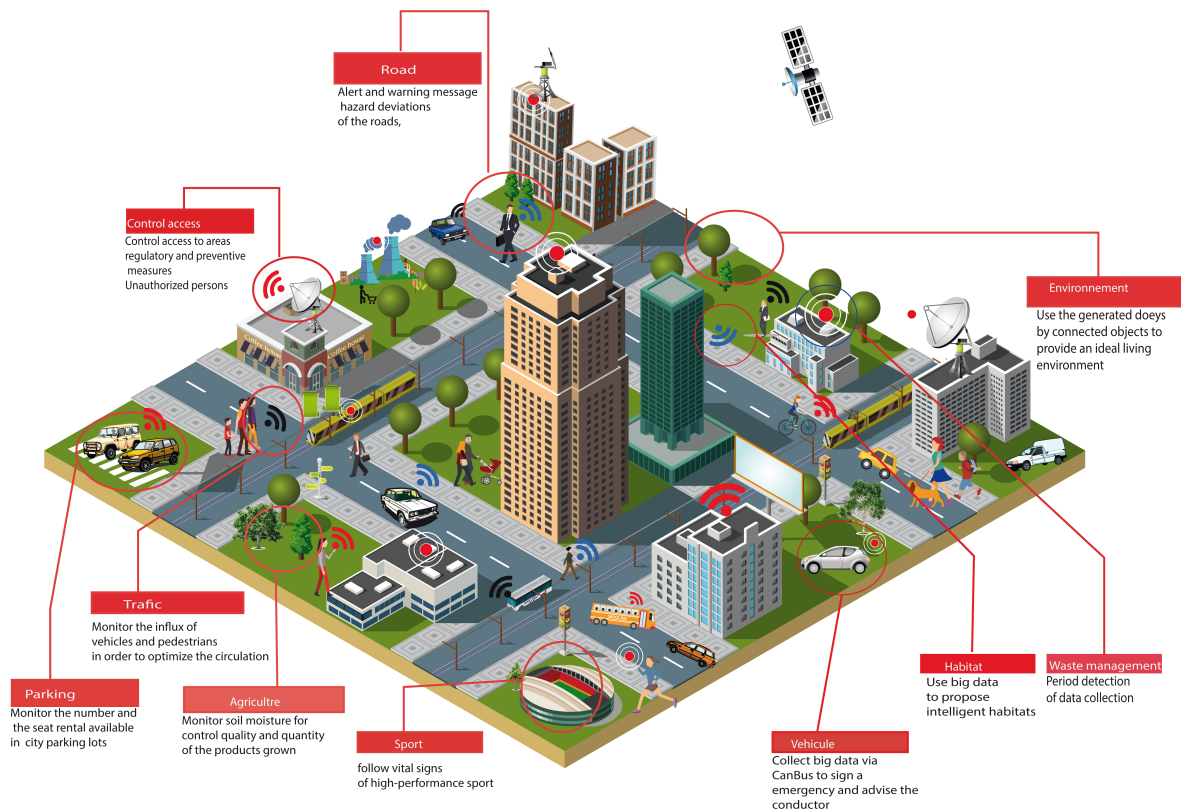 Road
Alert and warning message
hazard deviations
of the roads,
Control access
Control access to areas
regulatory and preventive
measures
Unauthorized persons
Environnement
Use the generated doeys
by connected objects to
provide an ideal living
environment
Coffee house
Coffee house
Trafic
Monitor the influx of
vehicles and pedestrians
in order to optimize the circulation
Parking
Monitor the number and
the seat rental available
in city parking lots
Agricultre
Monitor soil moisture for
control quality and quantity
of the products grown
Sport
follow vital signs
of high-performance sport
Habitat
Use big data
to propose
intelligent habitats
Waste management
Period detection
of data collection
Vehicule
Collect big data via
CanBus to sign a
emergency and advise the
conductor